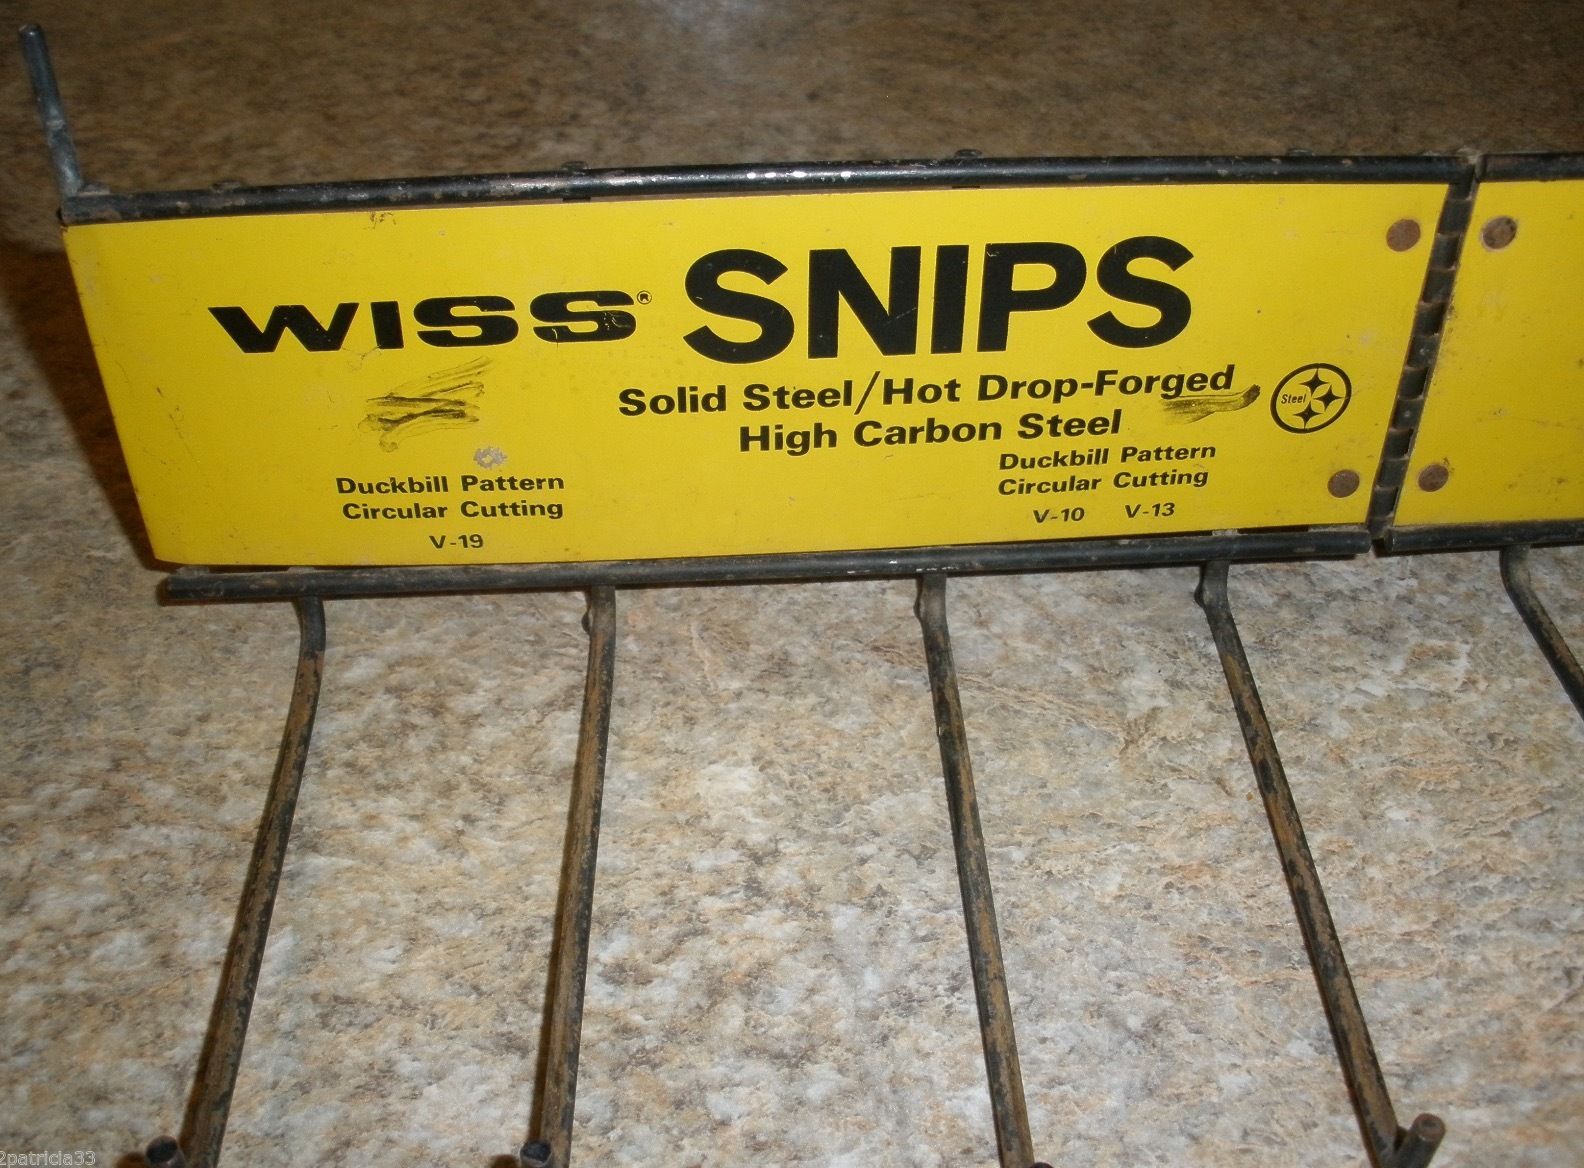 WISS® SNIPS
Solid Steel/Hot Drop-Forged
High Carbon Steel
Steel
Duckbill Pattern
Circular Cutting
V-19
Duckbill Pattern
Circular Cutting
V-10 V-13
2patricia33